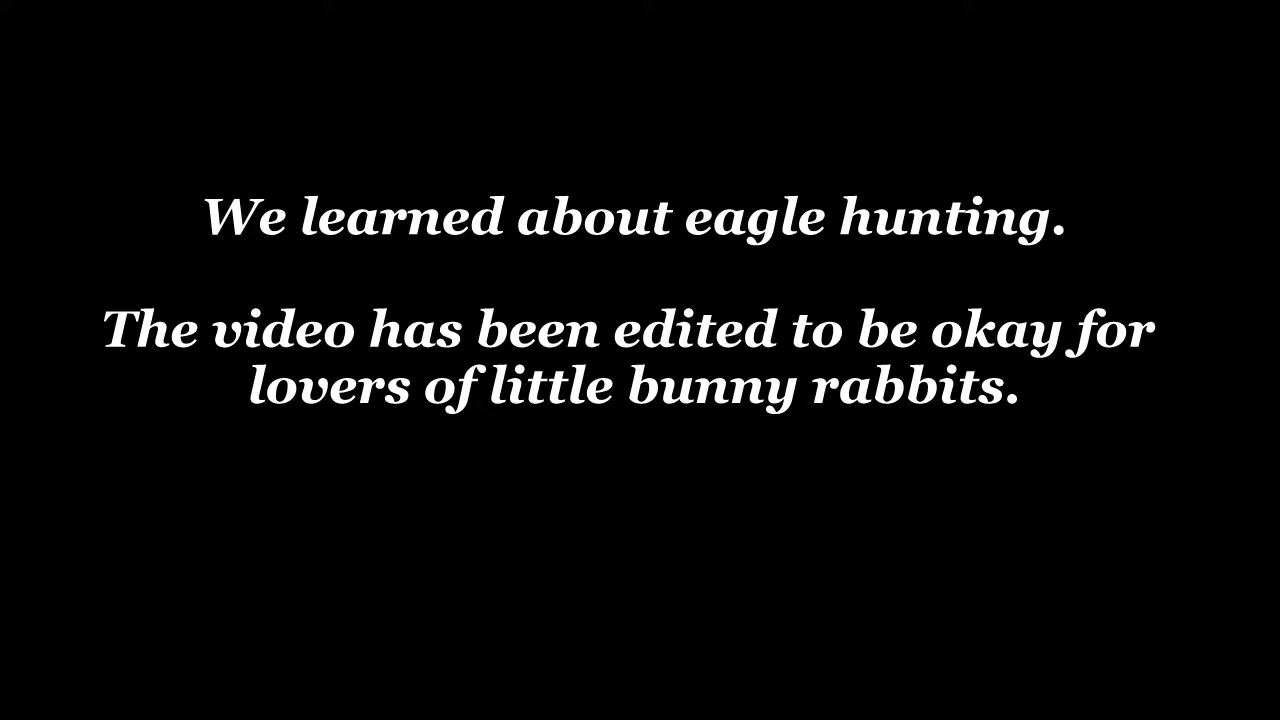 We learned about eagle hunting.
The video has been edited to be okay for
lovers of little bunny rabbits.